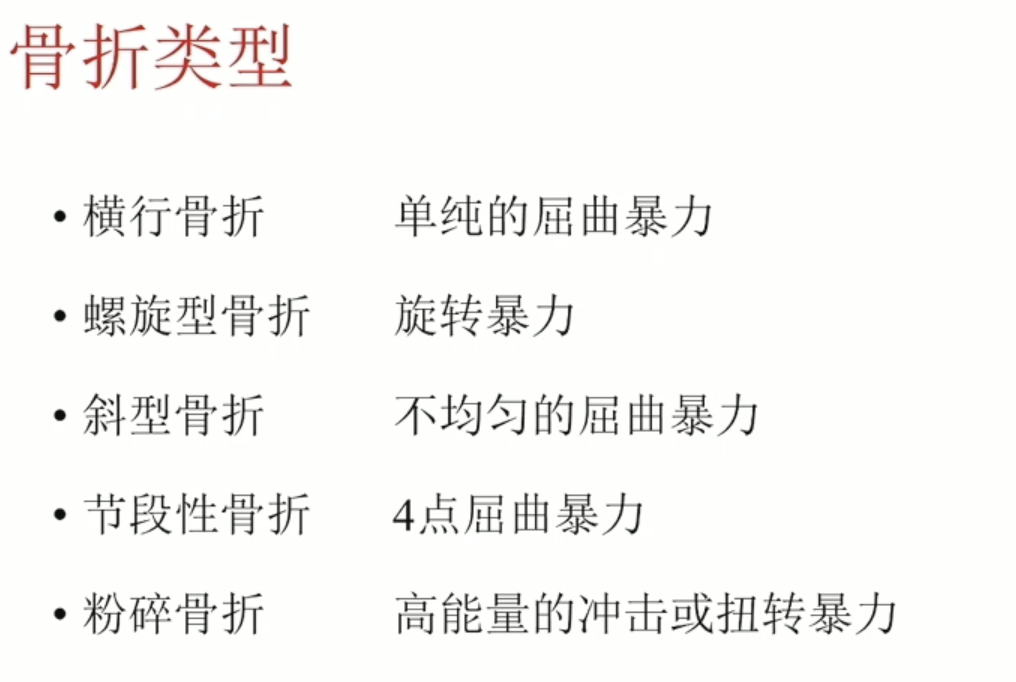 骨折类型
• 横行骨折 单纯的屈曲暴力
• 螺旋型骨折 旋转暴力
• 斜型骨折 不均匀的屈曲暴力
• 节段性骨折 4点屈曲暴力
• 粉碎骨折 高能量的冲击或扭转暴力